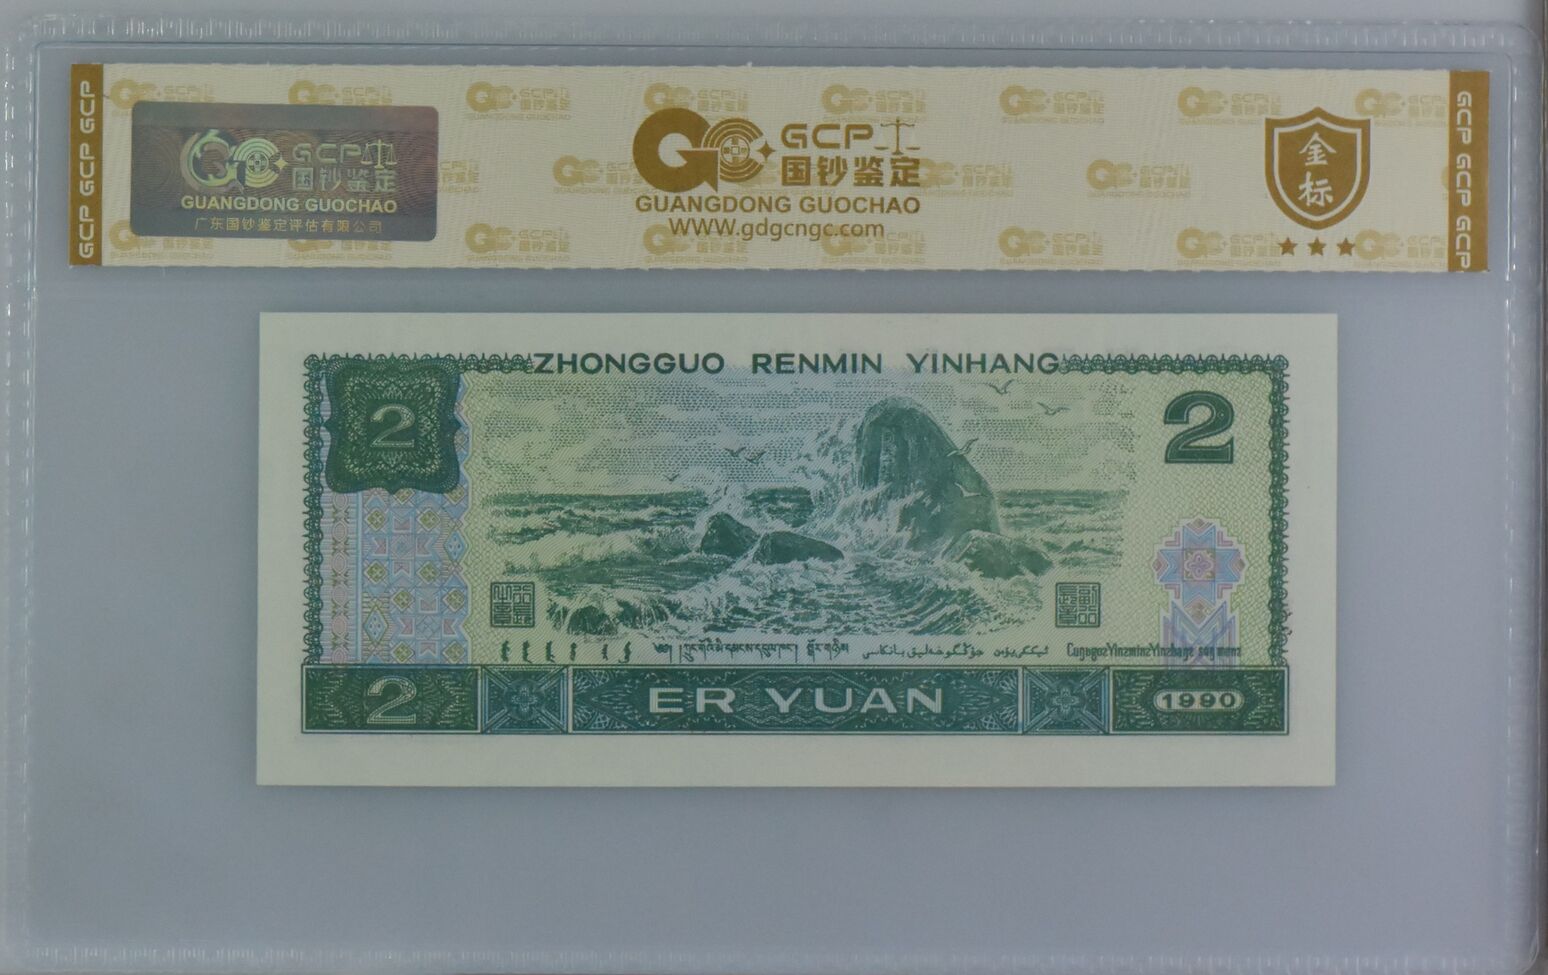 GCP GCP GCP
GCP
国钞鉴定
GUANGDONG GUOCHAO
广东国钞鉴定评估有限公司
GCP
国钞鉴定
GUANGDONG GUOCHAO
WWW.gdgcngc.com
金
标
GCP GCP GCP
ZHONGGUO RENMIN YINHANG
2
2
2
ER YUAN
1990